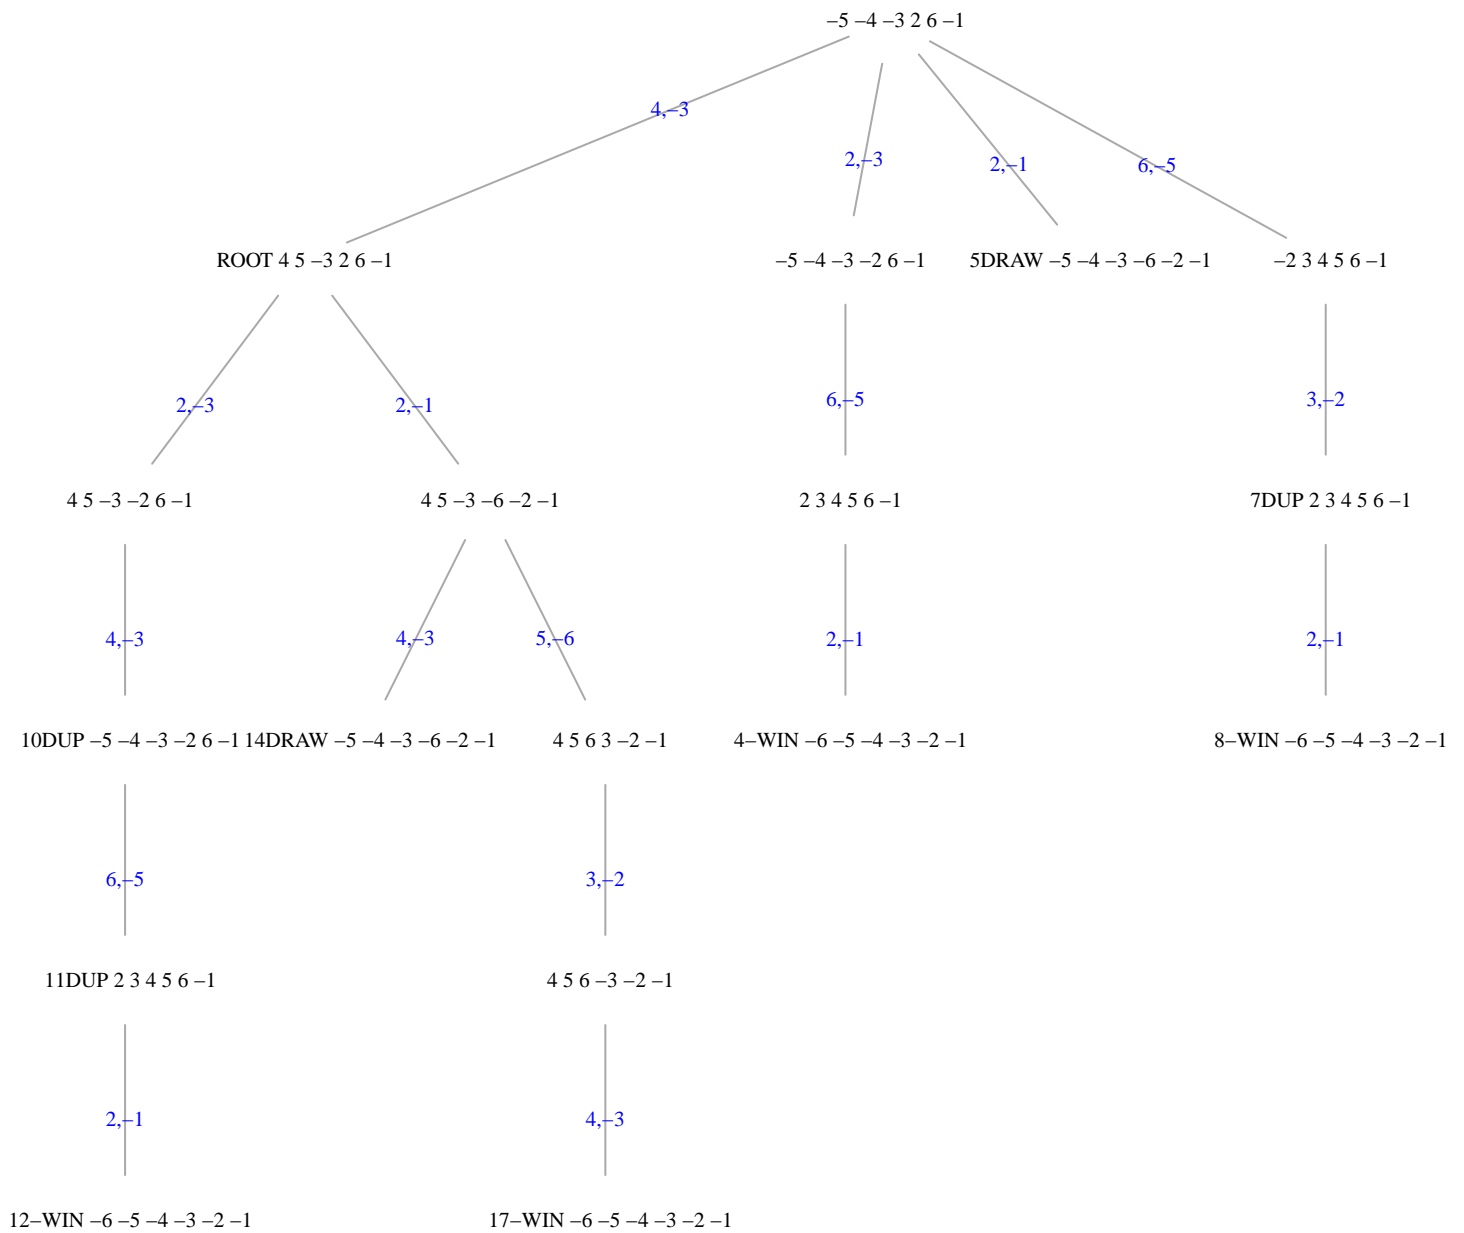 –5 –4 –3 2 6 –1
4,–3
2,–3
2,–1
6,–5
ROOT 4 5 –3 2 6 –1
–5 –4 –3 –2 6 –1
5DRAW –5 –4 –3 –6 –2 –1
–2 3 4 5 6 –1
2,–3
2,–1
6,–5
3,–2
4 5 –3 –2 6 –1
4 5 –3 –6 –2 –1
2 3 4 5 6 –1
7DUP 2 3 4 5 6 –1
4,–3
4,–3
5,–6
2,–1
2,–1
10DUP –5 –4 –3 –2 6 –1
14DRAW –5 –4 –3 –6 –2 –1
4 5 6 3 –2 –1
4–WIN –6 –5 –4 –3 –2 –1
8–WIN –6 –5 –4 –3 –2 –1
6,–5
3,–2
11DUP 2 3 4 5 6 –1
4 5 6 –3 –2 –1
2,–1
4,–3
12–WIN –6 –5 –4 –3 –2 –1
17–WIN –6 –5 –4 –3 –2 –1